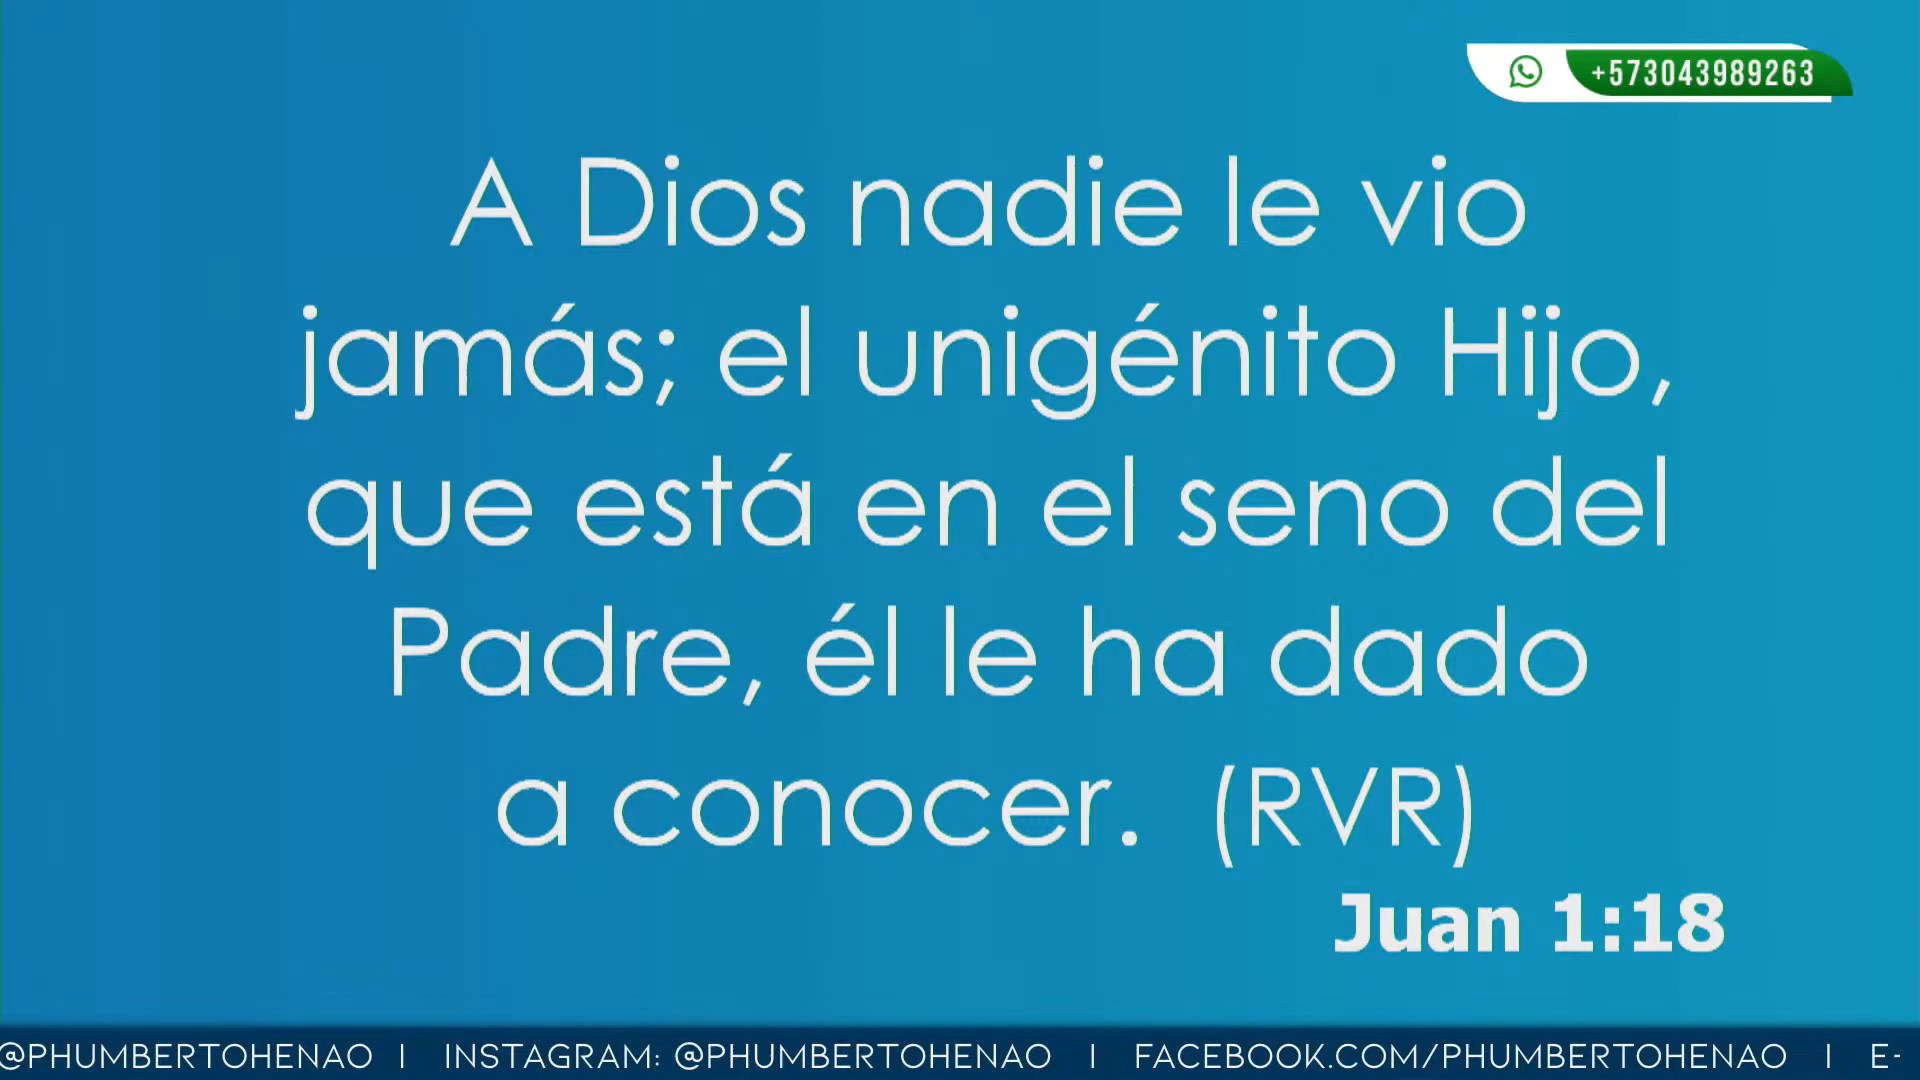 +573043989263
A Dios nadie le vio
jamás; el unigénito Hijo,
que está en el seno del
Padre, él le ha dado
a conocer. (RVR)
Juan 1:18
@PHUMBERTOHENAO | INSTAGRAM: @PHUMBERTOHENAO | FACEBOOK.COM/PHUMBERTOHENAO | E-